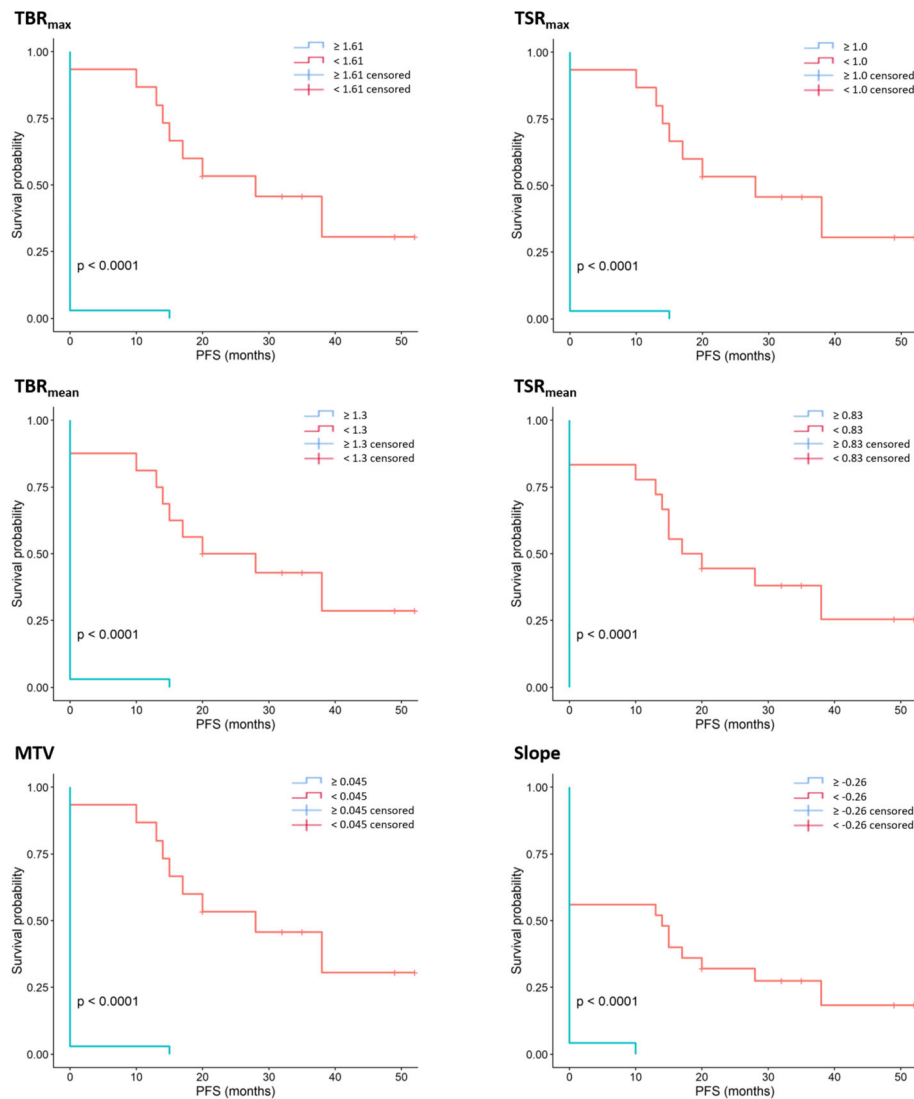 TBRmax
≥ 1.61
< 1.61
≥ 1.61 censored
< 1.61 censored
1.00
0.75
0.50
0.25
0.00
Survival probability
p < 0.0001
0 10 20 30 40 50
PFS (months)
TSRmax
≥ 1.0
< 1.0
≥ 1.0 censored
< 1.0 censored
1.00
0.75
0.50
0.25
0.00
Survival probability
p < 0.0001
0 10 20 30 40 50
PFS (months)
TBRmean
≥ 1.3
< 1.3
≥ 1.3 censored
< 1.3 censored
1.00
0.75
0.50
0.25
0.00
Survival probability
p < 0.0001
0 10 20 30 40 50
PFS (months)
TSRmean
≥ 0.83
< 0.83
≥ 0.83 censored
< 0.83 censored
1.00
0.75
0.50
0.25
0.00
Survival probability
p < 0.0001
0 10 20 30 40 50
PFS (months)
MTV
≥ 0.045
< 0.045
≥ 0.045 censored
< 0.045 censored
1.00
0.75
0.50
0.25
0.00
Survival probability
p < 0.0001
0 10 20 30 40 50
PFS (months)
Slope
≥ -0.26
< -0.26
≥ -0.26 censored
< -0.26 censored
1.00
0.75
0.50
0.25
0.00
Survival probability
p < 0.0001
0 10 20 30 40 50
PFS (months)